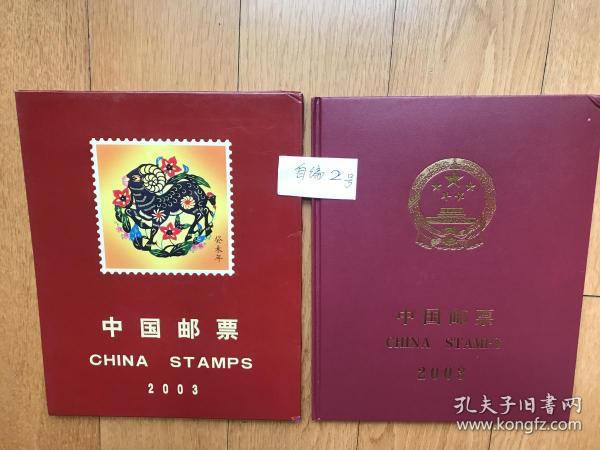 癸未年
中国邮票
CHINA STAMPS
2003
自编2号
中国邮票
CHINA STAMPS
2003
孔夫子旧书网
www.kongfz.com